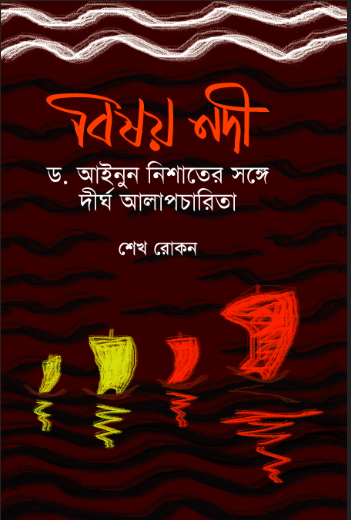 বিষয় নদী
ড. আইনুন নিশাতের সঙ্গে
দীর্ঘ আলাপচারিতা
শেখ রোকন